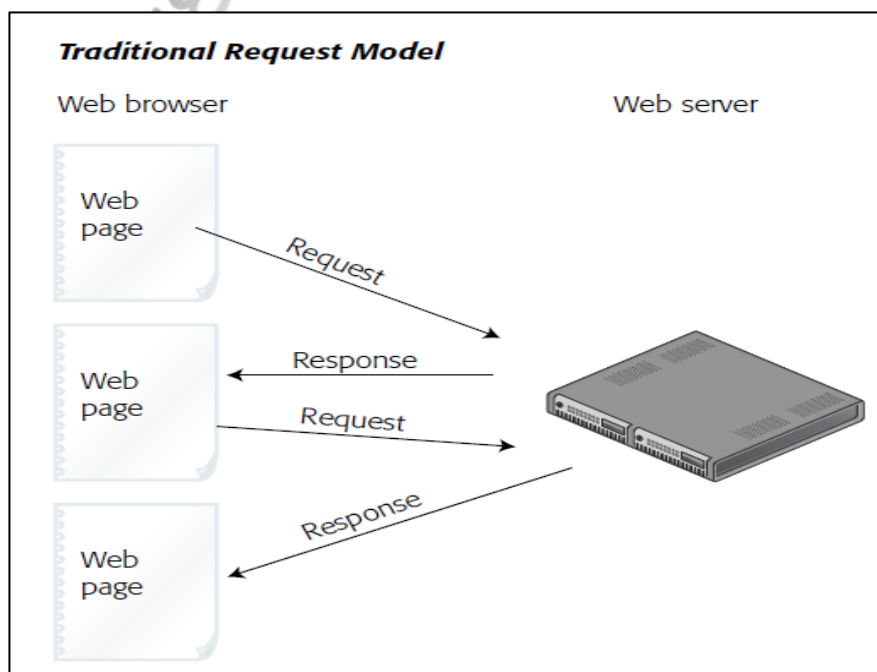 Traditional Request Model
Web browser
Web server
Web
page
Request
Response
Web
page
Request
Response
Web
page